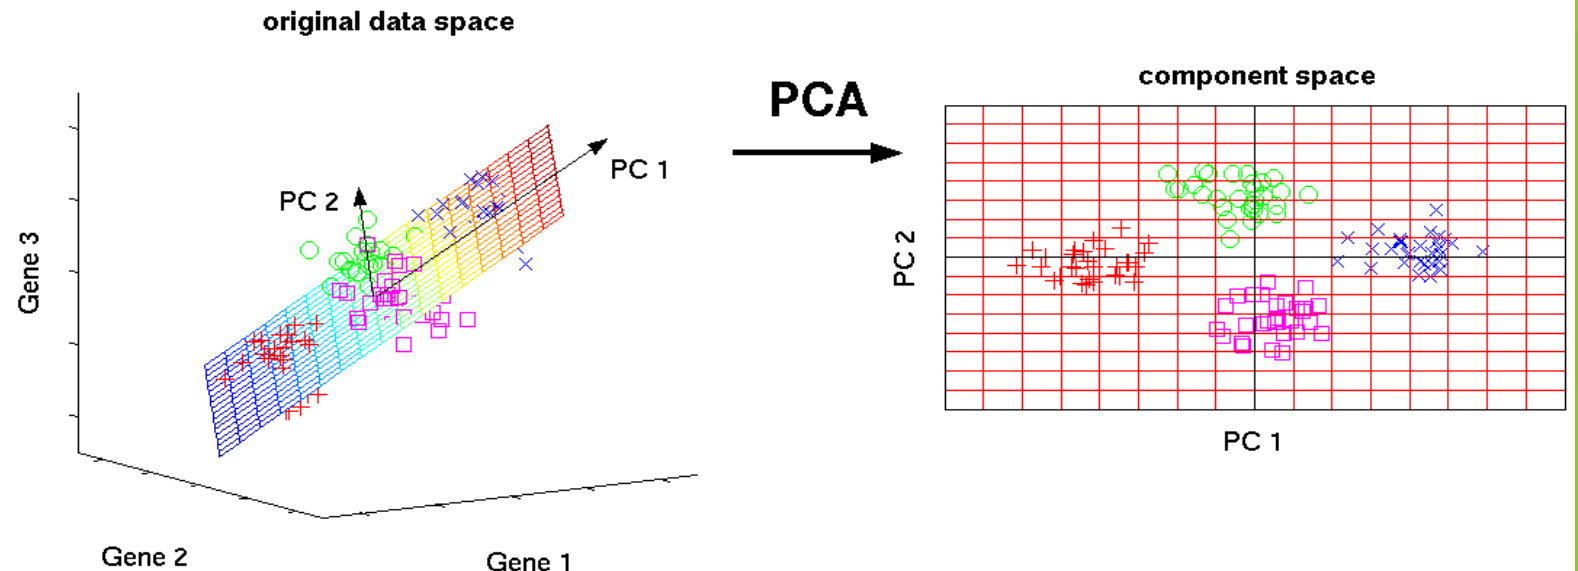 original data space
Gene 3
PC 2
PC 1
Gene 2
Gene 1
PCA
component space
PC 2
PC 1